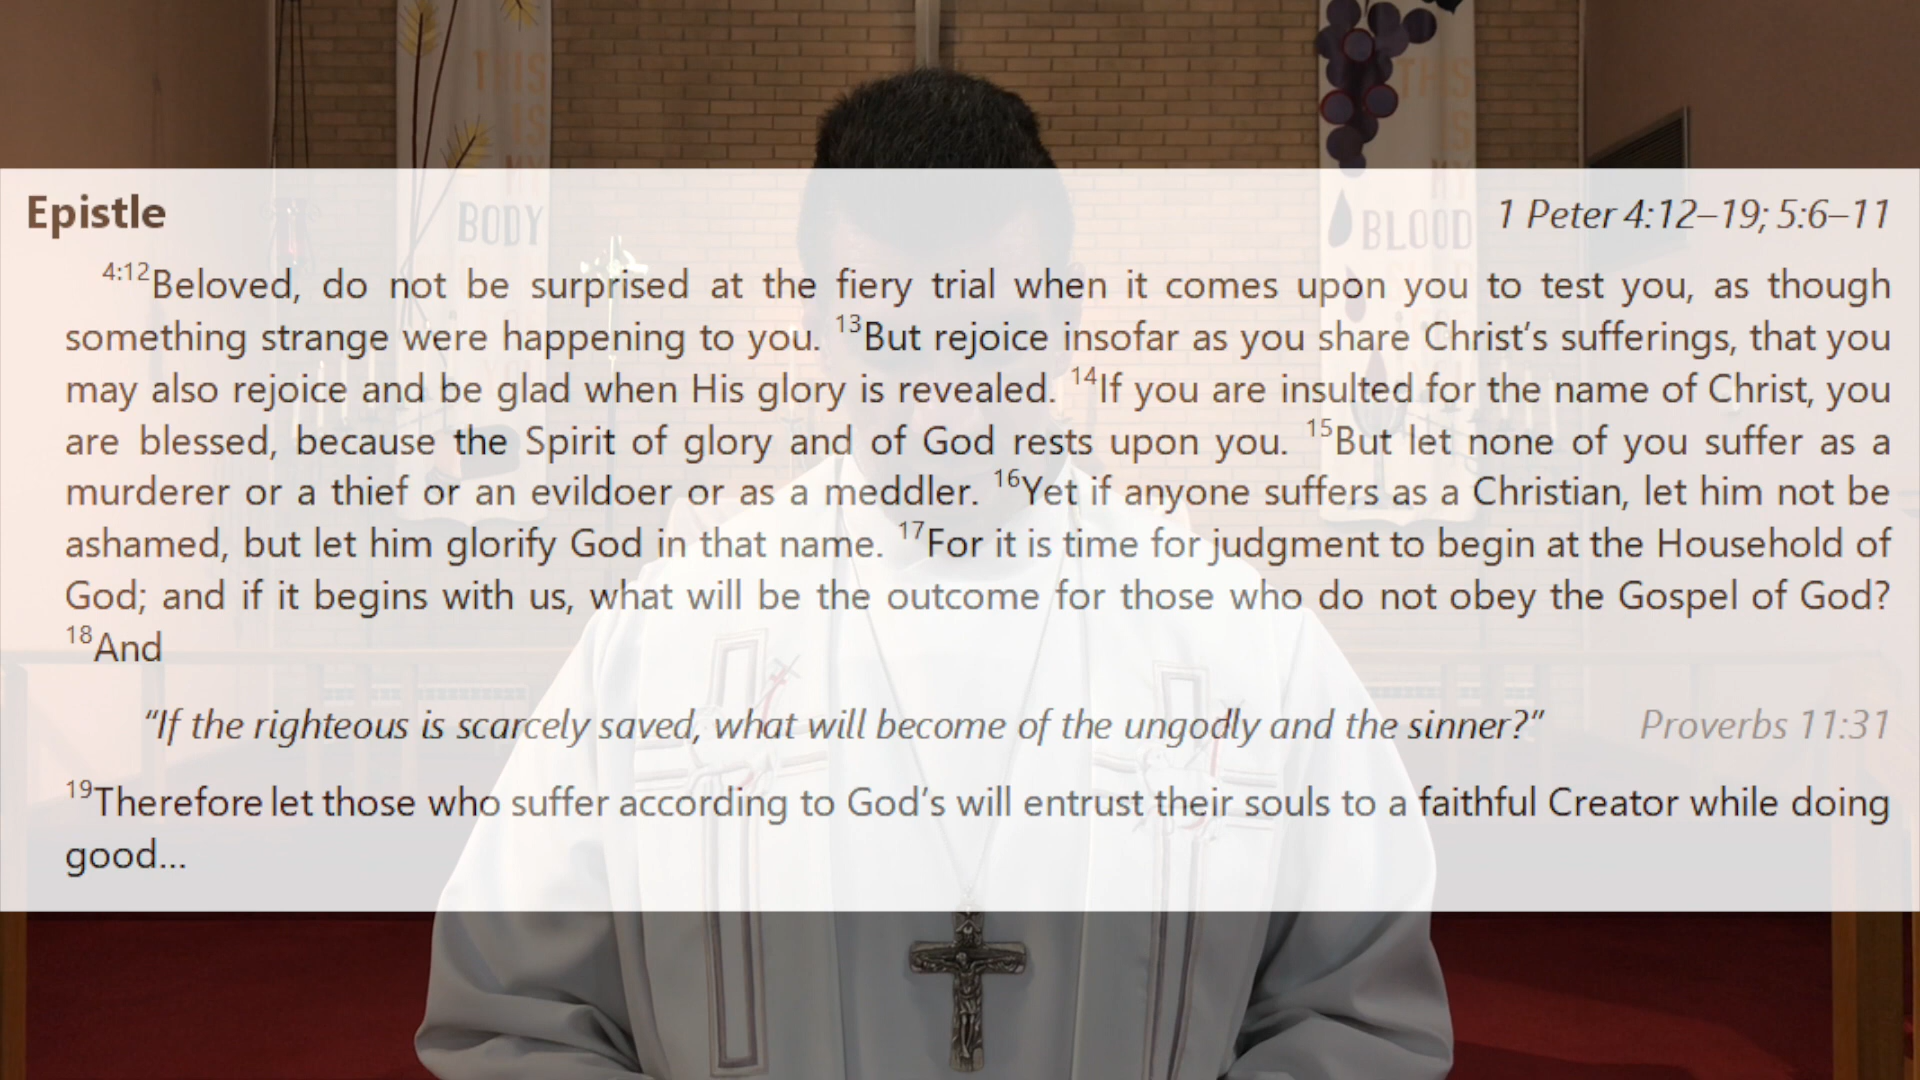 THIS
IS
MY
BODY
THIS
IS
MY
BLOOD
Epistle 1 Peter 4:12–19; 5:6–11
4:12Beloved, do not be surprised at the fiery trial when it comes upon you to test you, as though
something strange were happening to you. 13But rejoice insofar as you share Christ’s sufferings, that you
may also rejoice and be glad when His glory is revealed. 14If you are insulted for the name of Christ, you
are blessed, because the Spirit of glory and of God rests upon you. 15But let none of you suffer as a
murderer or a thief or an evildoer or as a meddler. 16Yet if anyone suffers as a Christian, let him not be
ashamed, but let him glorify God in that name. 17For it is time for judgment to begin at the Household of
God; and if it begins with us, what will be the outcome for those who do not obey the Gospel of God?
18And
“If the righteous is scarcely saved, what will become of the ungodly and the sinner?” Proverbs 11:31
19Therefore let those who suffer according to God’s will entrust their souls to a faithful Creator while doing
good...